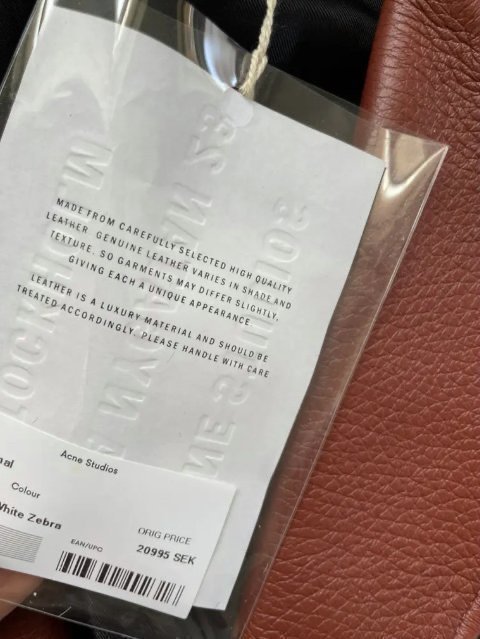 MADE FROM CAREFULLY SELECTED HIGH QUALITY
LEATHER. GENUINE LEATHER VARIES IN SHADE AND
TEXTURE. SO GARMENTS MAY DIFFER SLIGHTLY,
GIVING EACH A UNIQUE APPEARANCE.
LEATHER IS A LUXURY MATERIAL AND SHOULD BE
TREATED ACCORDINGLY. PLEASE HANDLE WITH CARE
Acne Studios
Colour
White Zebra
ORIG PRICE
EAN/UPC
20995 SEK